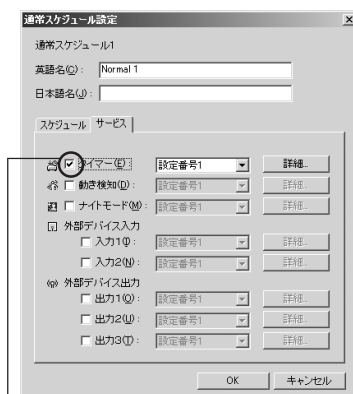 通常スケジュール設定
通常スケジュール1
英語名(C): Normal 1
日本語名(J):
スケジュール サービス
タイマー(E): 設定番号1 詳細...
動き検知(D): 設定番号1 詳細...
ナイトモード(M): 設定番号1 詳細...
外部デバイス入力
入力1(I): 設定番号1 詳細...
入力2(N): 設定番号1 詳細...
外部デバイス出力
出力1(O): 設定番号1 詳細...
出力2(U): 設定番号1 詳細...
出力3(T): 設定番号1 詳細...
OK キャンセル